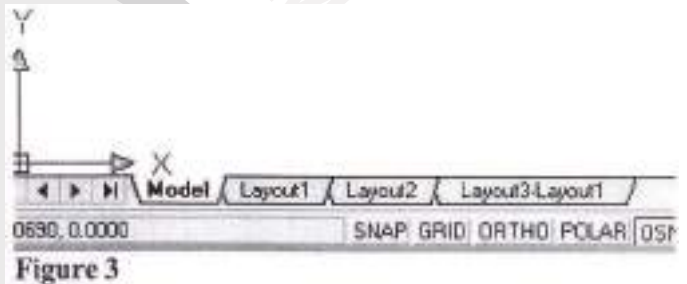 Y
X
Model Layout1 Layout2 Layout3-Layout1
0690, 0.0000 SNAP GRID ORTHO POLAR
Figure 3